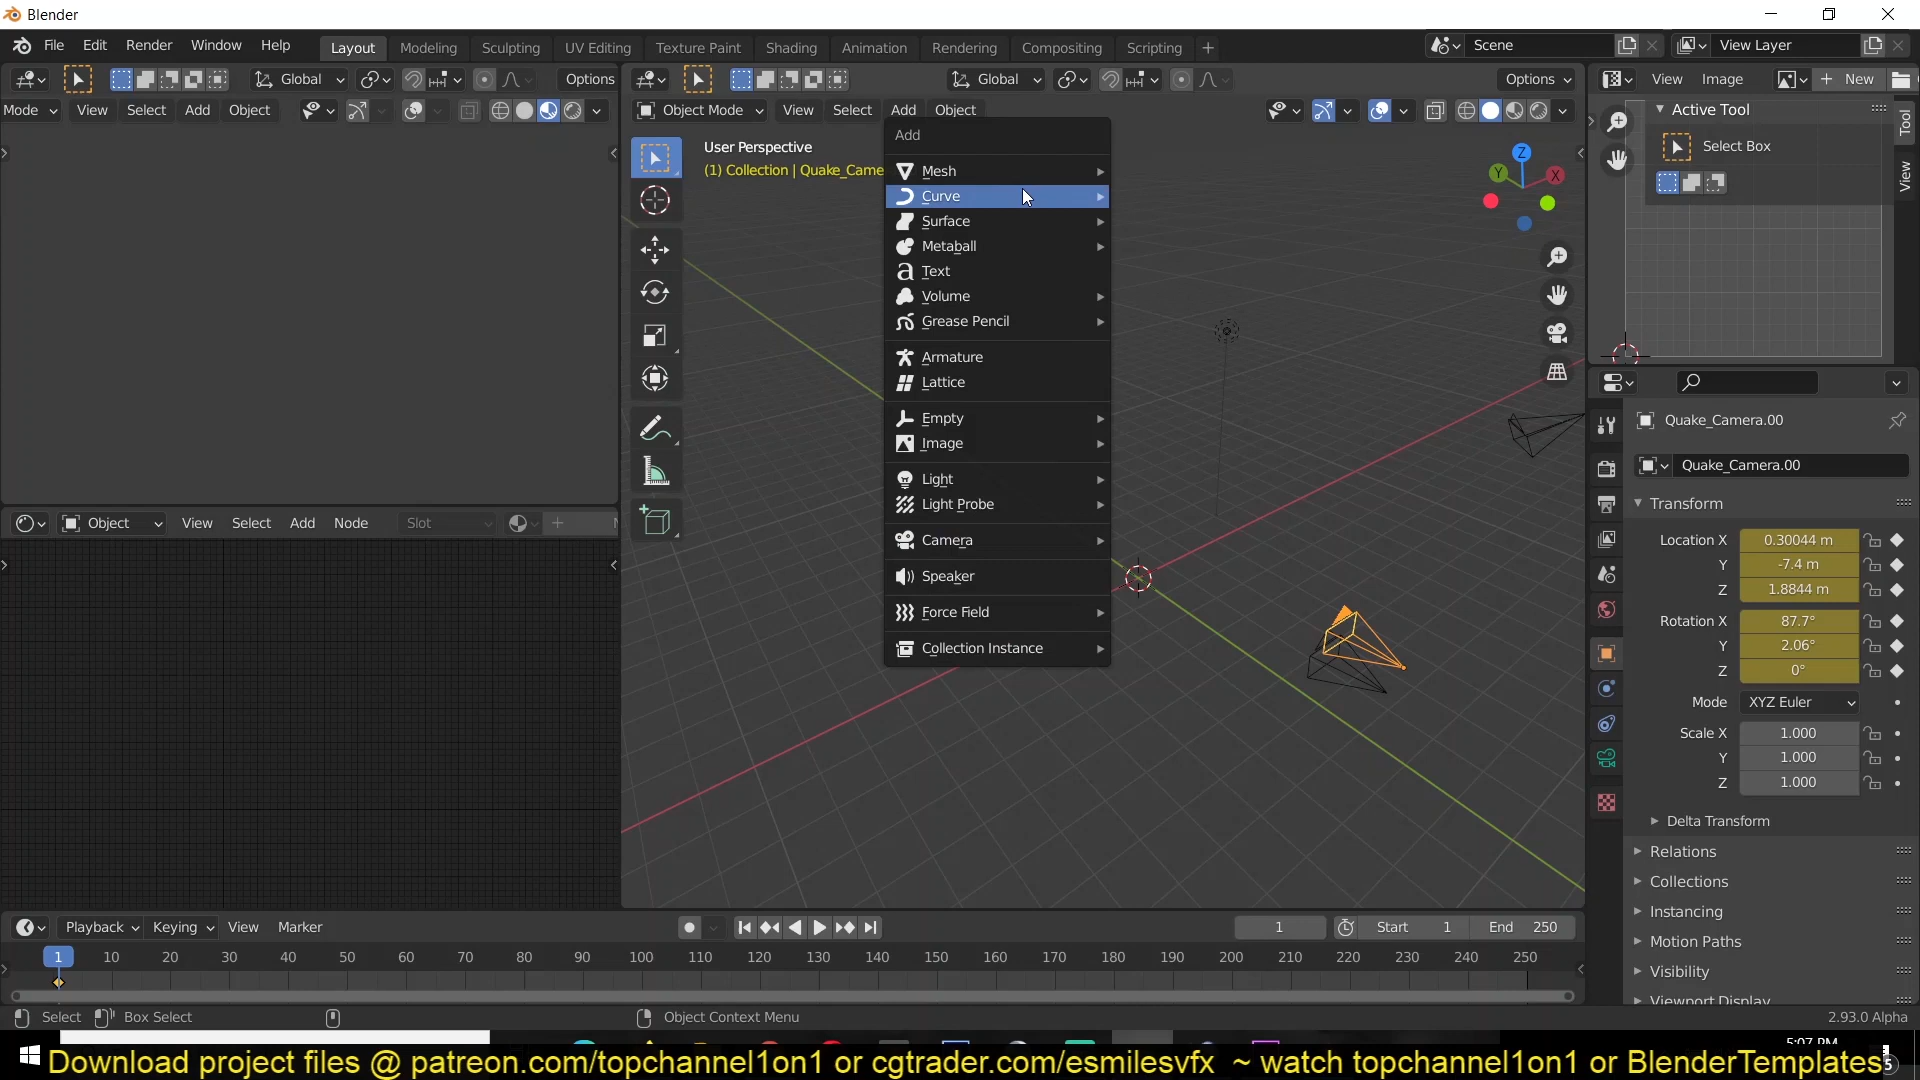 Blender
File Edit Render Window Help Layout Modeling Sculpting UV Editing Texture Paint Shading Animation Rendering Compositing Scripting + Scene View Layer
Global Options Global Options View Image New
Mode View Select Add Object Object Mode View Select Add Object Active Tool
Tool
Add
User Perspective
Select Box
(1) Collection | Quake_Came
View
Mesh
Curve
Surface
Metaball
Text
Volume
Grease Pencil
Armature
Lattice
Empty
Image
Light
Light Probe
Camera
Speaker
Force Field
Collection Instance
Z
Y
X
Quake_Camera.00
Quake_Camera.00
Transform
Object View Select Add Node Slot
Location X 0.30044 m
Y -7.4 m
Z 1.8844 m
Rotation X 87.7°
Y 2.06°
Z 0°
Mode XYZ Euler
Scale X 1.000
Y 1.000
Z 1.000
Delta Transform
Relations
Collections
Instancing
Motion Paths
Visibility
Viewport Display
Playback Keying View Marker 1 Start 1 End 250
1 10 20 30 40 50 60 70 80 90 100 110 120 130 140 150 160 170 180 190 200 210 220 230 240 250
Select Box Select Object Context Menu 2.93.0 Alpha
5:07 PM
Download project files @ patreon.com/topchannel1on1 or cgtrader.com/esmilesvfx ~ watch topchannel1on1 or BlenderTemplates
5